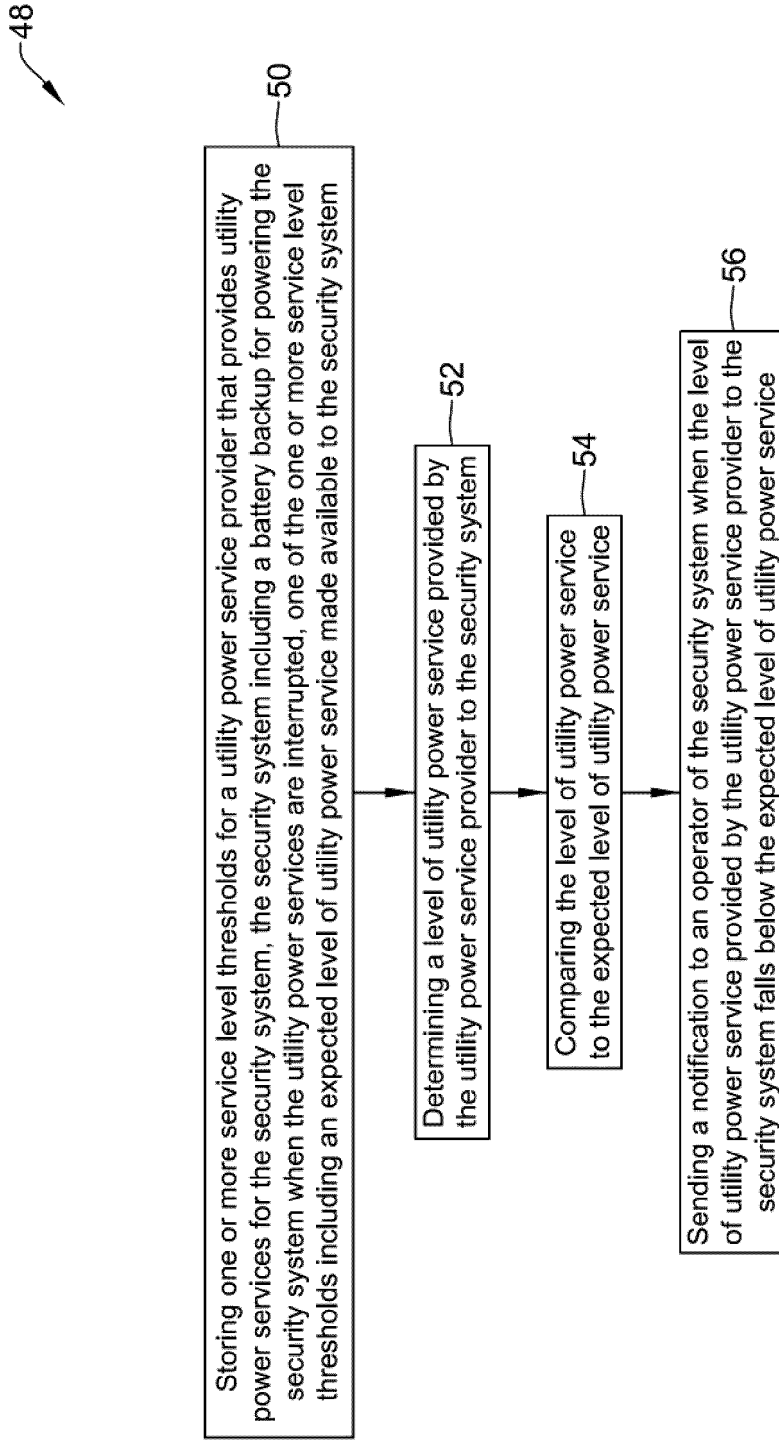 48
50
Storing one or more service level thresholds for a utility power service provider that provides utility
power services for the security system, the security system including a battery backup for powering the
security system when the utility power services are interrupted, one of the one or more service level
thresholds including an expected level of utility power service made available to the security system
52
Determining a level of utility power service provided by
the utility power service provider to the security system
54
Comparing the level of utility power service
to the expected level of utility power service
56
Sending a notification to an operator of the security system when the level
of utility power service provided by the utility power service provider to the
security system falls below the expected level of utility power service